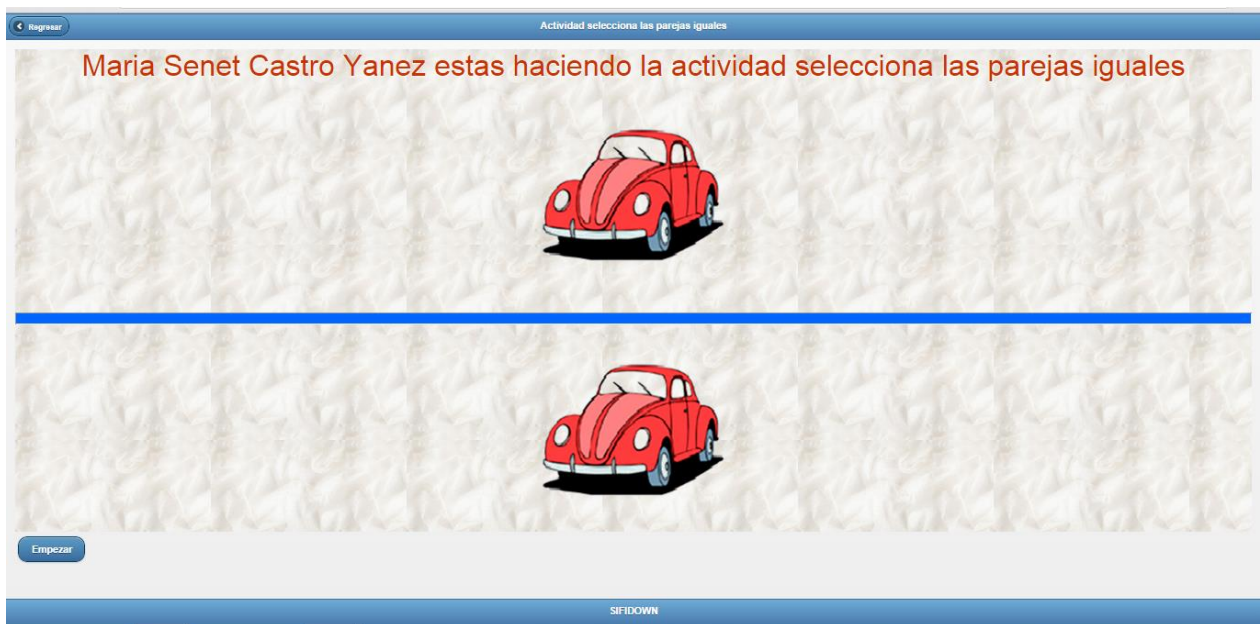 Regresar
Actividad selecciona las parejas iguales
Maria Senet Castro Yanez estas haciendo la actividad selecciona las parejas iguales
Empezar
SIFIDOWN